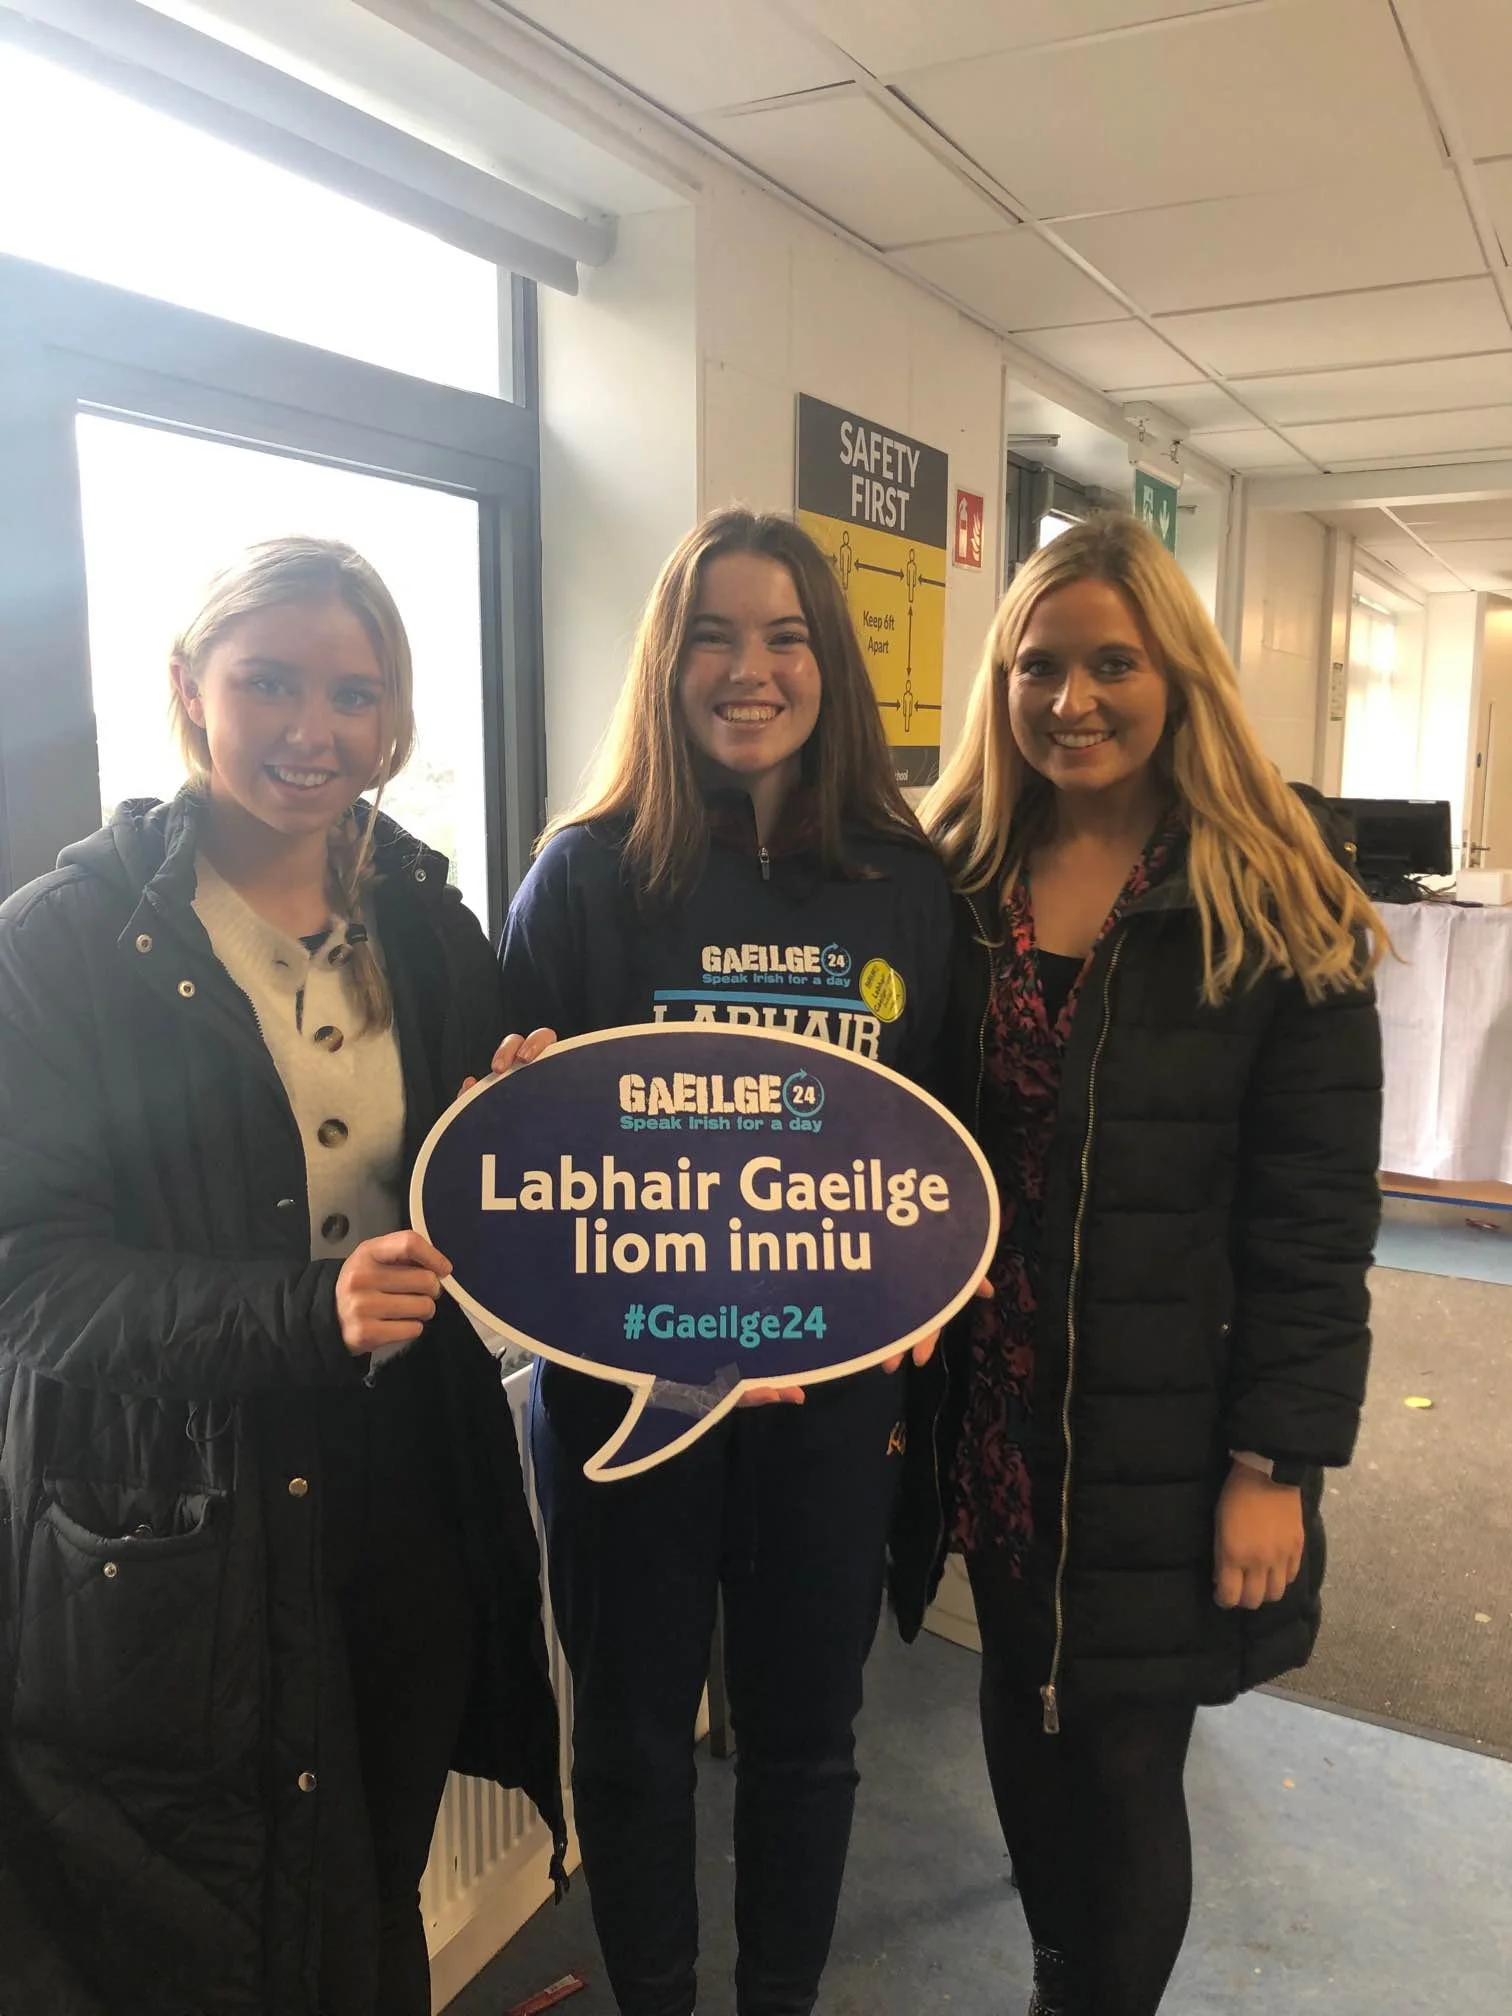 SAFETY
FIRST
Keep 6ft
Apart
GAEILGE 24
Speak Irish for a day
LABHAIR
GAEILGE 24
Speak Irish for a day
Labhair Gaeilge
liom inniu
#Gaeilge24